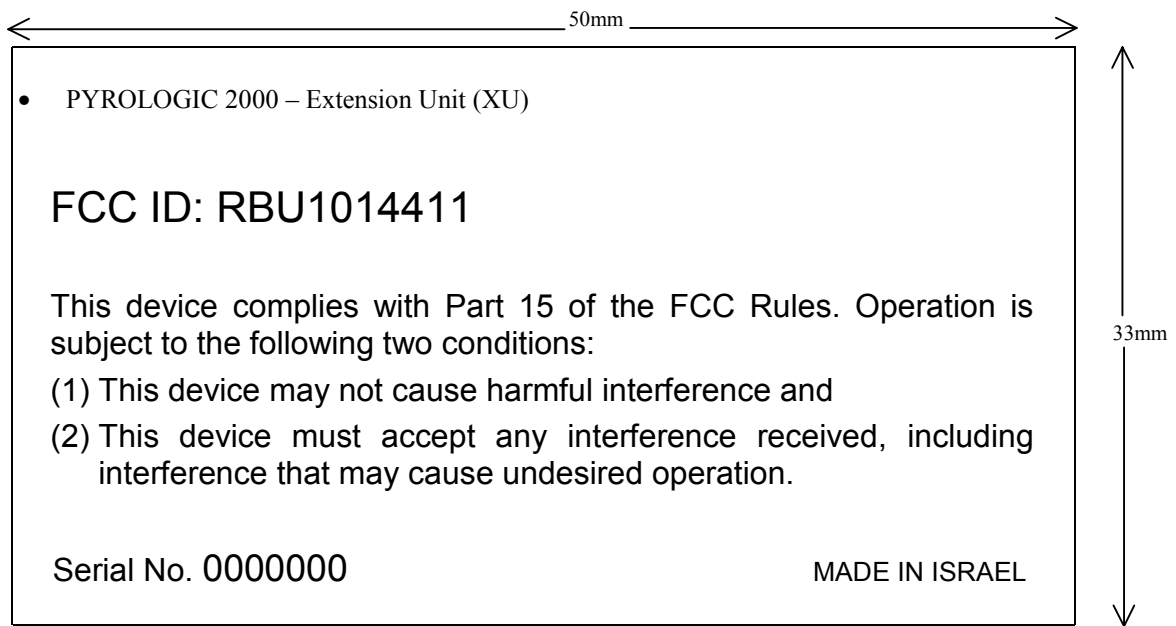 50mm
• PYROLOGIC 2000 – Extension Unit (XU)
FCC ID: RBU1014411
This device complies with Part 15 of the FCC Rules. Operation is
subject to the following two conditions:
(1) This device may not cause harmful interference and
(2) This device must accept any interference received, including
interference that may cause undesired operation.
33mm
Serial No. 0000000 MADE IN ISRAEL